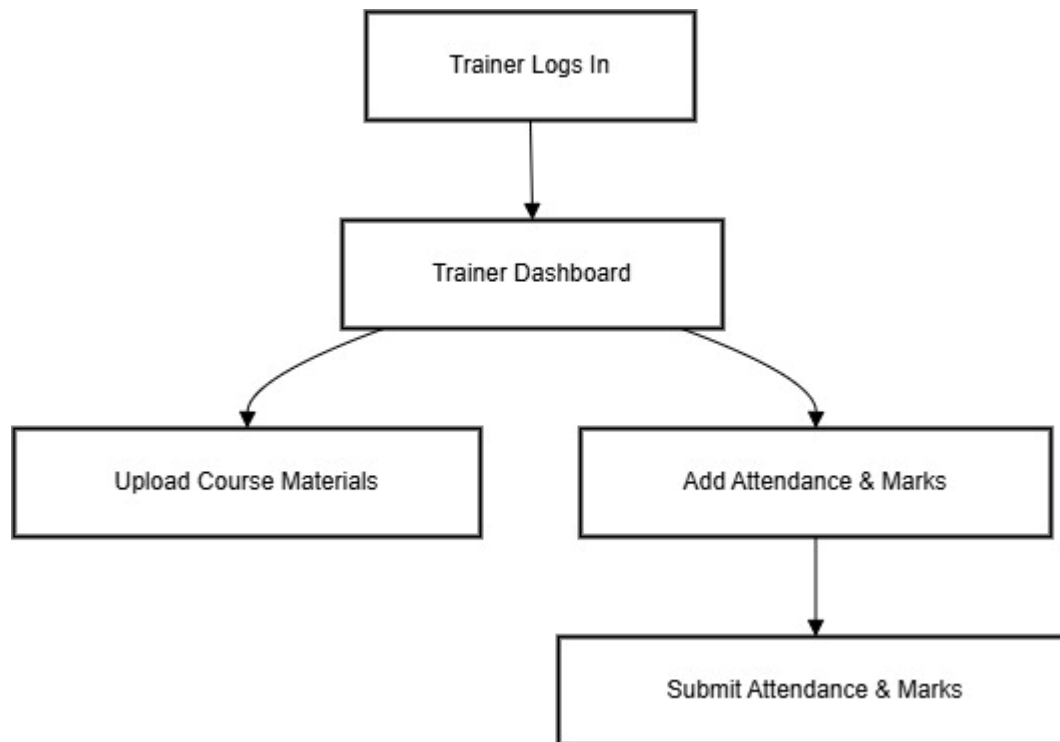 Trainer Logs In
Trainer Dashboard
Upload Course Materials
Add Attendance & Marks
Submit Attendance & Marks